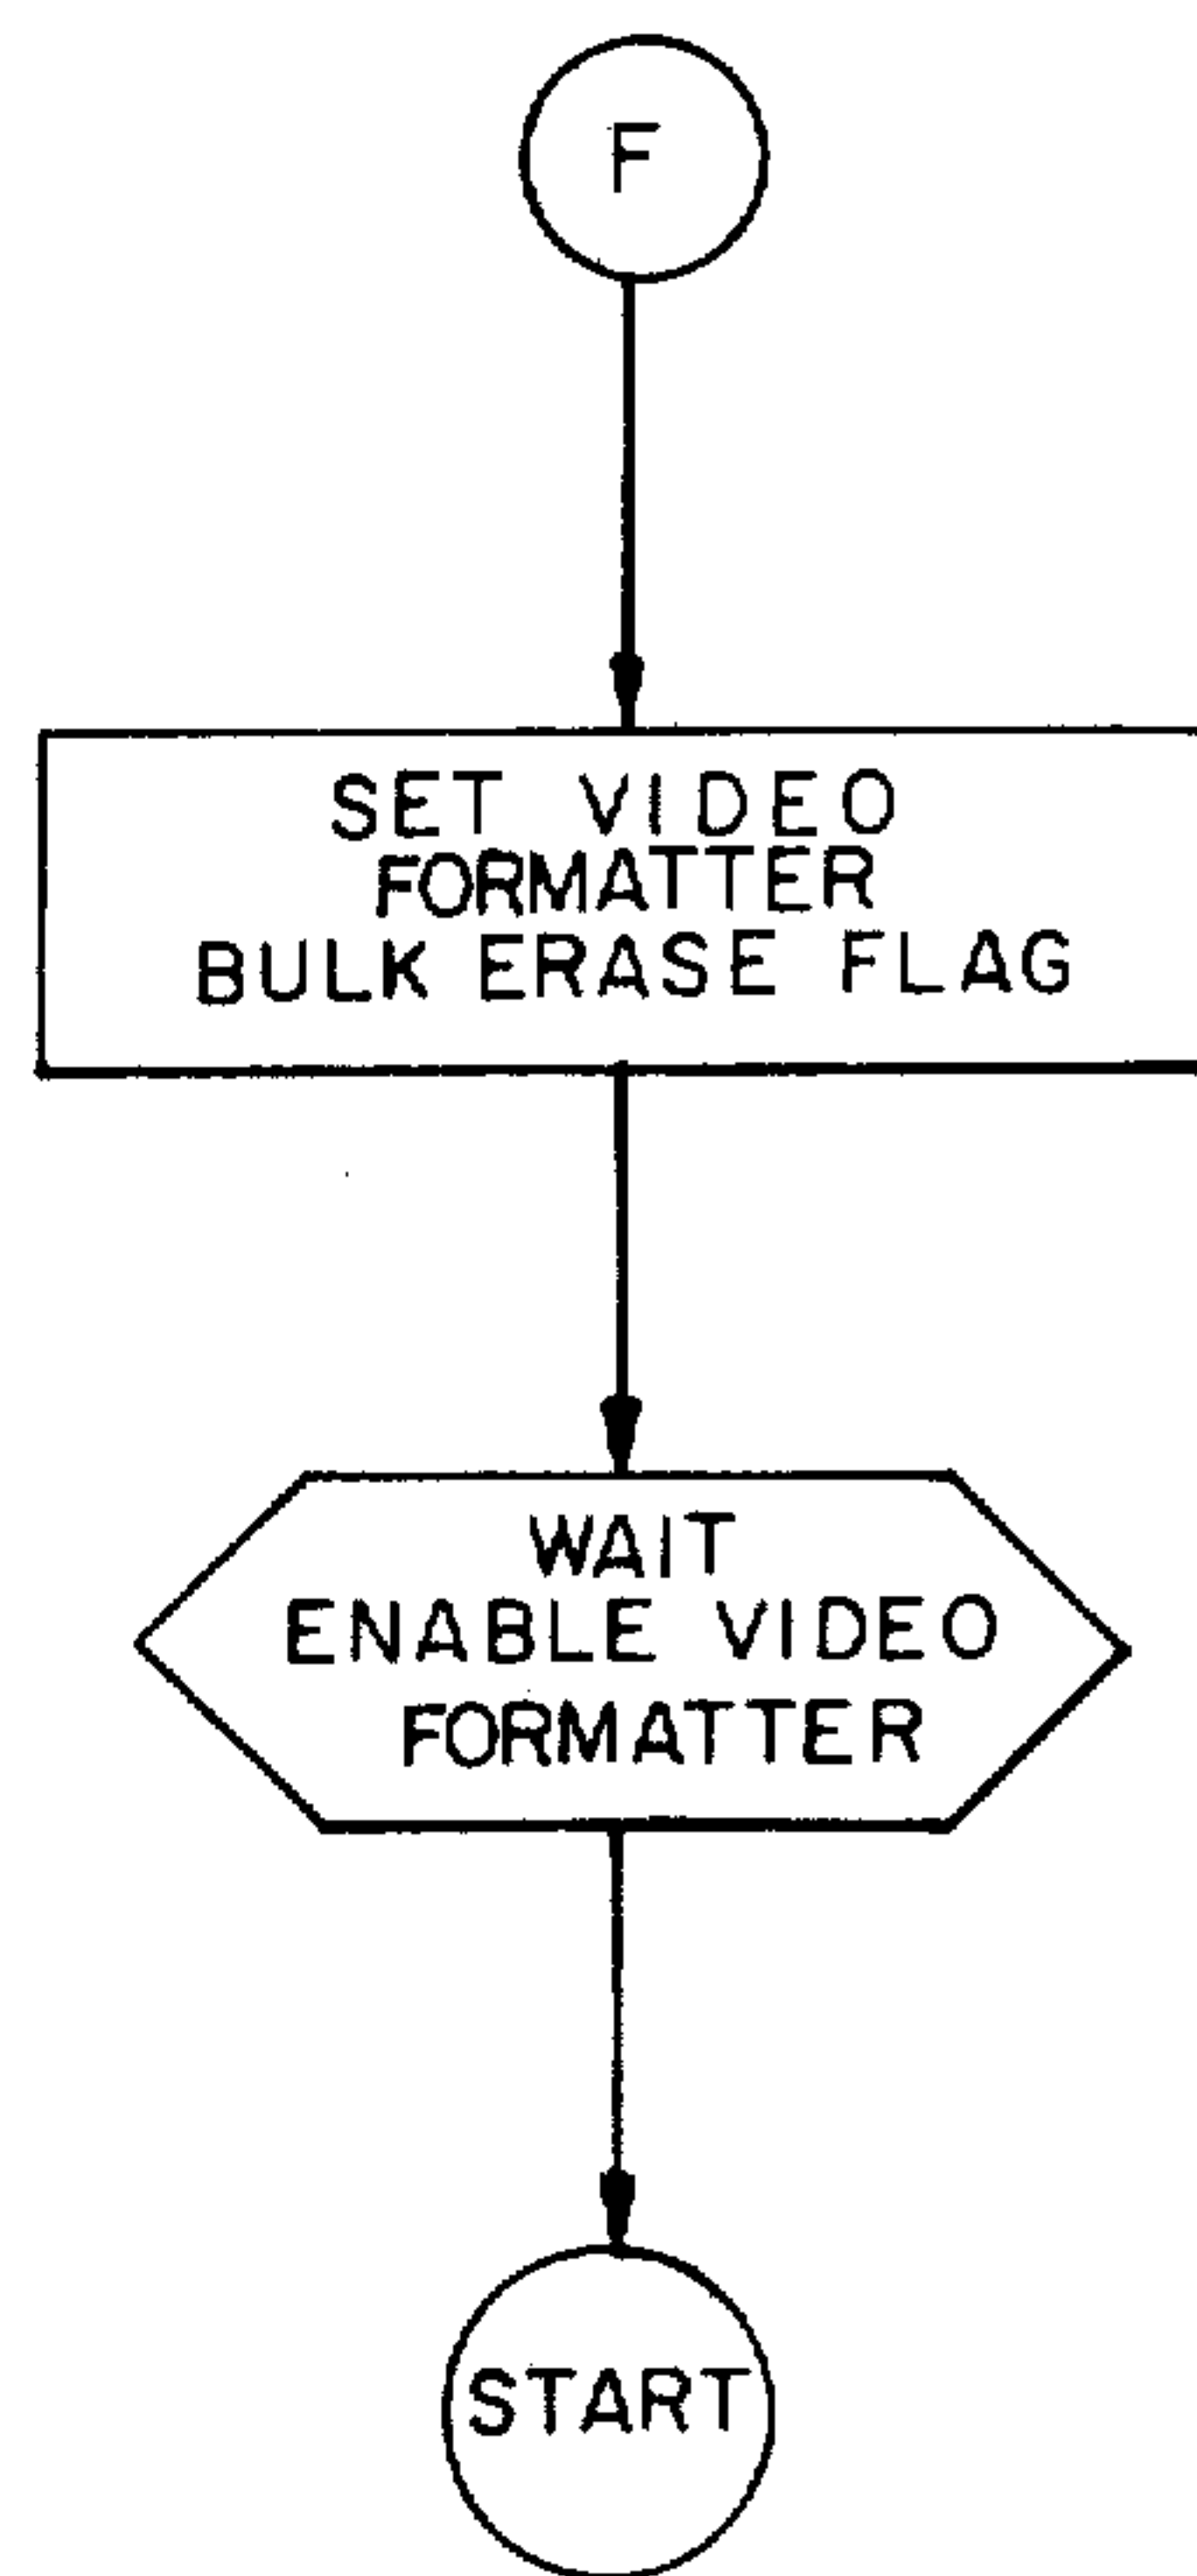 F
SET VIDEO
FORMATTER
BULK ERASE FLAG
WAIT
ENABLE VIDEO
FORMATTER
START